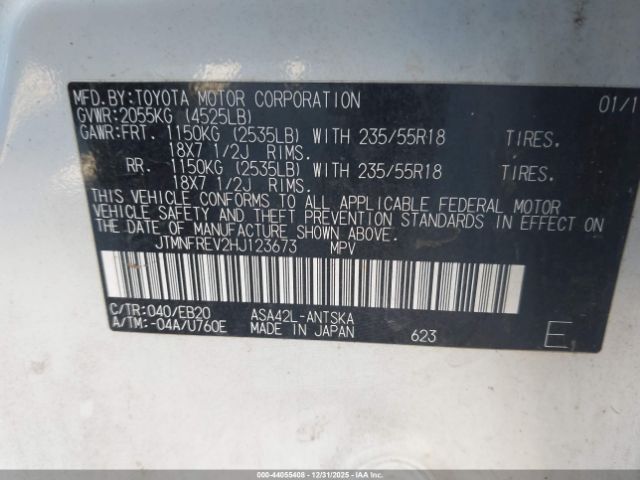 MFD.BY:TOYOTA MOTOR CORPORATION 01/1
GVWR:2055KG (4525LB)
GAWR:FRT. 1150KG (2535LB) WITH 235/55R18 TIRES.
18X7 1/2J RIMS.
RR. 1150KG (2535LB) WITH 235/55R18 TIRES.
18X7 1/2J RIMS.
THIS VEHICLE CONFORMS TO ALL APPLICABLE FEDERAL MOTOR
VEHICLE SAFETY AND THEFT PREVENTION STANDARDS IN EFFECT ON
THE DATE OF MANUFACTURE SHOWN ABOVE.
JTMNFREV2HJ123673 MPV
C/TR:040/EB20 ASA42L-ANTSKA
A/TM:-04A/U760E MADE IN JAPAN 623 E
000-44055408 • 12/31/2025 • iaai.com/ca